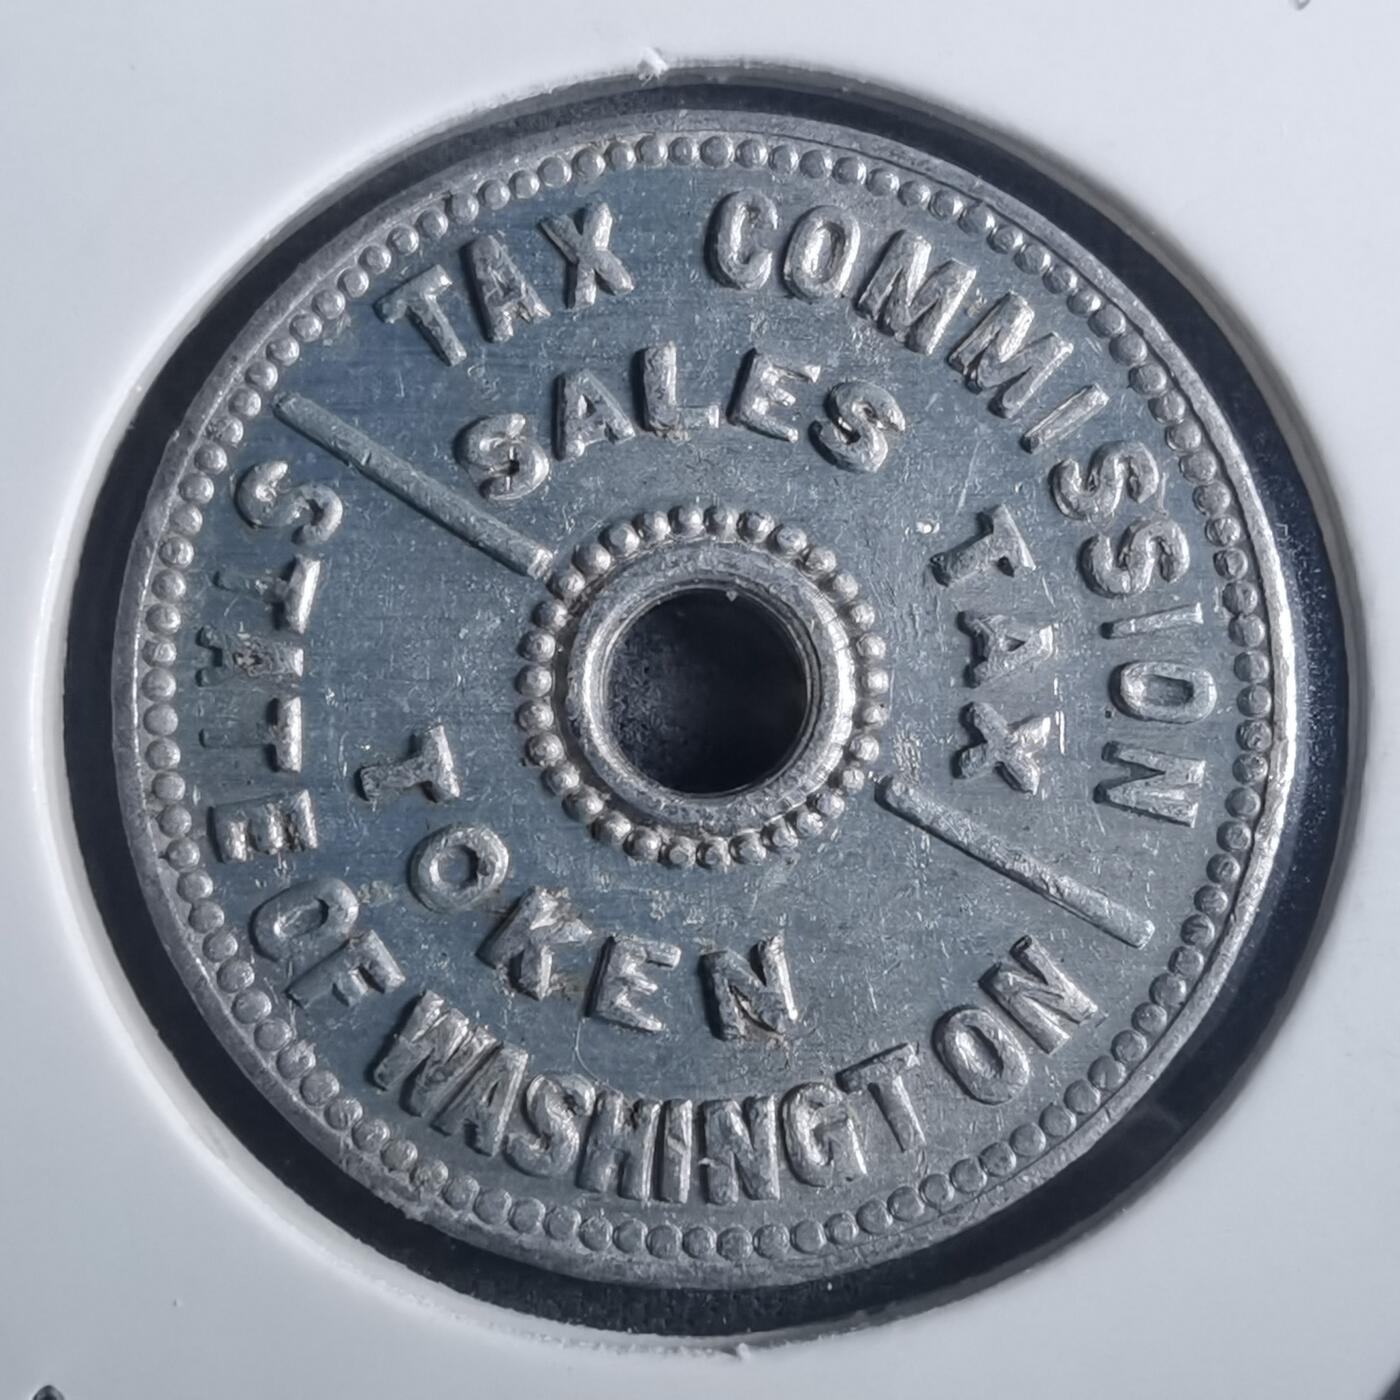 TAX COMMISSION
SALES TAX
TOKEN
STATE OF WASHINGTON